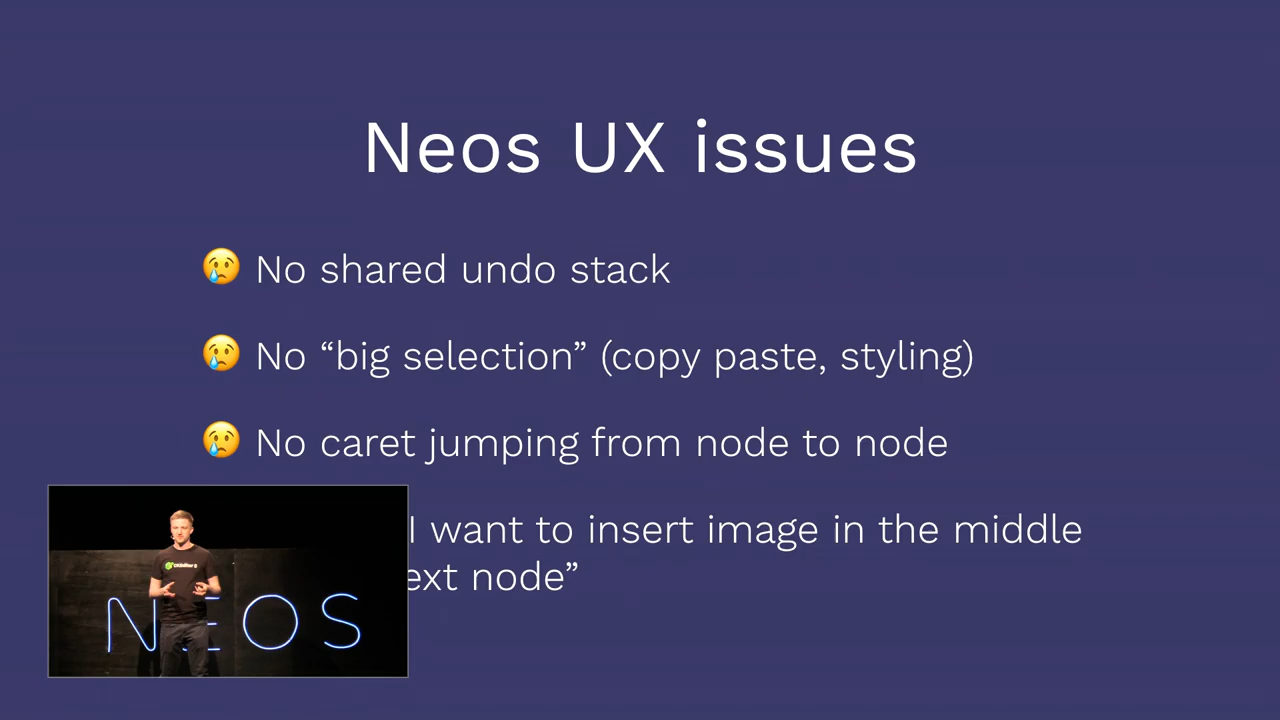 Neos UX issues
😢 No shared undo stack
😢 No “big selection” (copy paste, styling)
😢 No caret jumping from node to node
I want to insert image in the middle
ext node”
NEOS